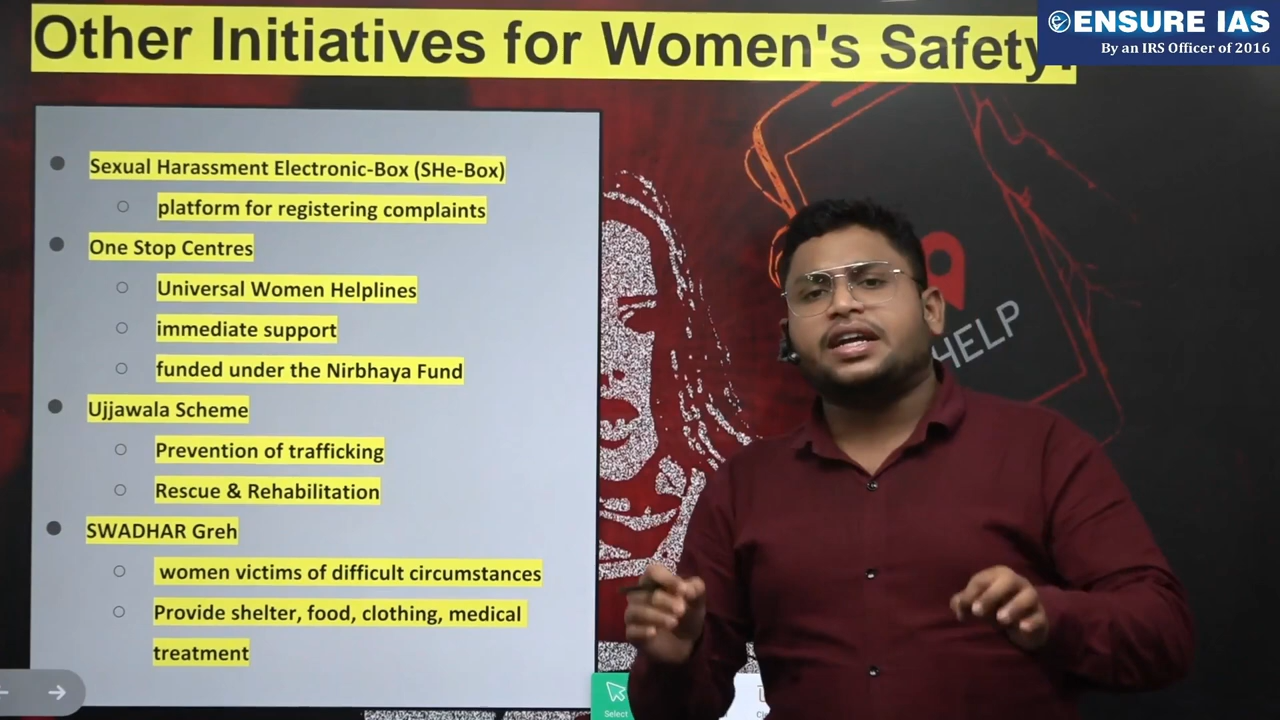 Other Initiatives for Women's Safety?
ENSURE IAS
By an IRS Officer of 2016
Sexual Harassment Electronic-Box (SHe-Box)
platform for registering complaints
One Stop Centres
Universal Women Helplines
immediate support
funded under the Nirbhaya Fund
Ujjawala Scheme
Prevention of trafficking
Rescue & Rehabilitation
SWADHAR Greh
women victims of difficult circumstances
Provide shelter, food, clothing, medical
treatment
HELP
Select